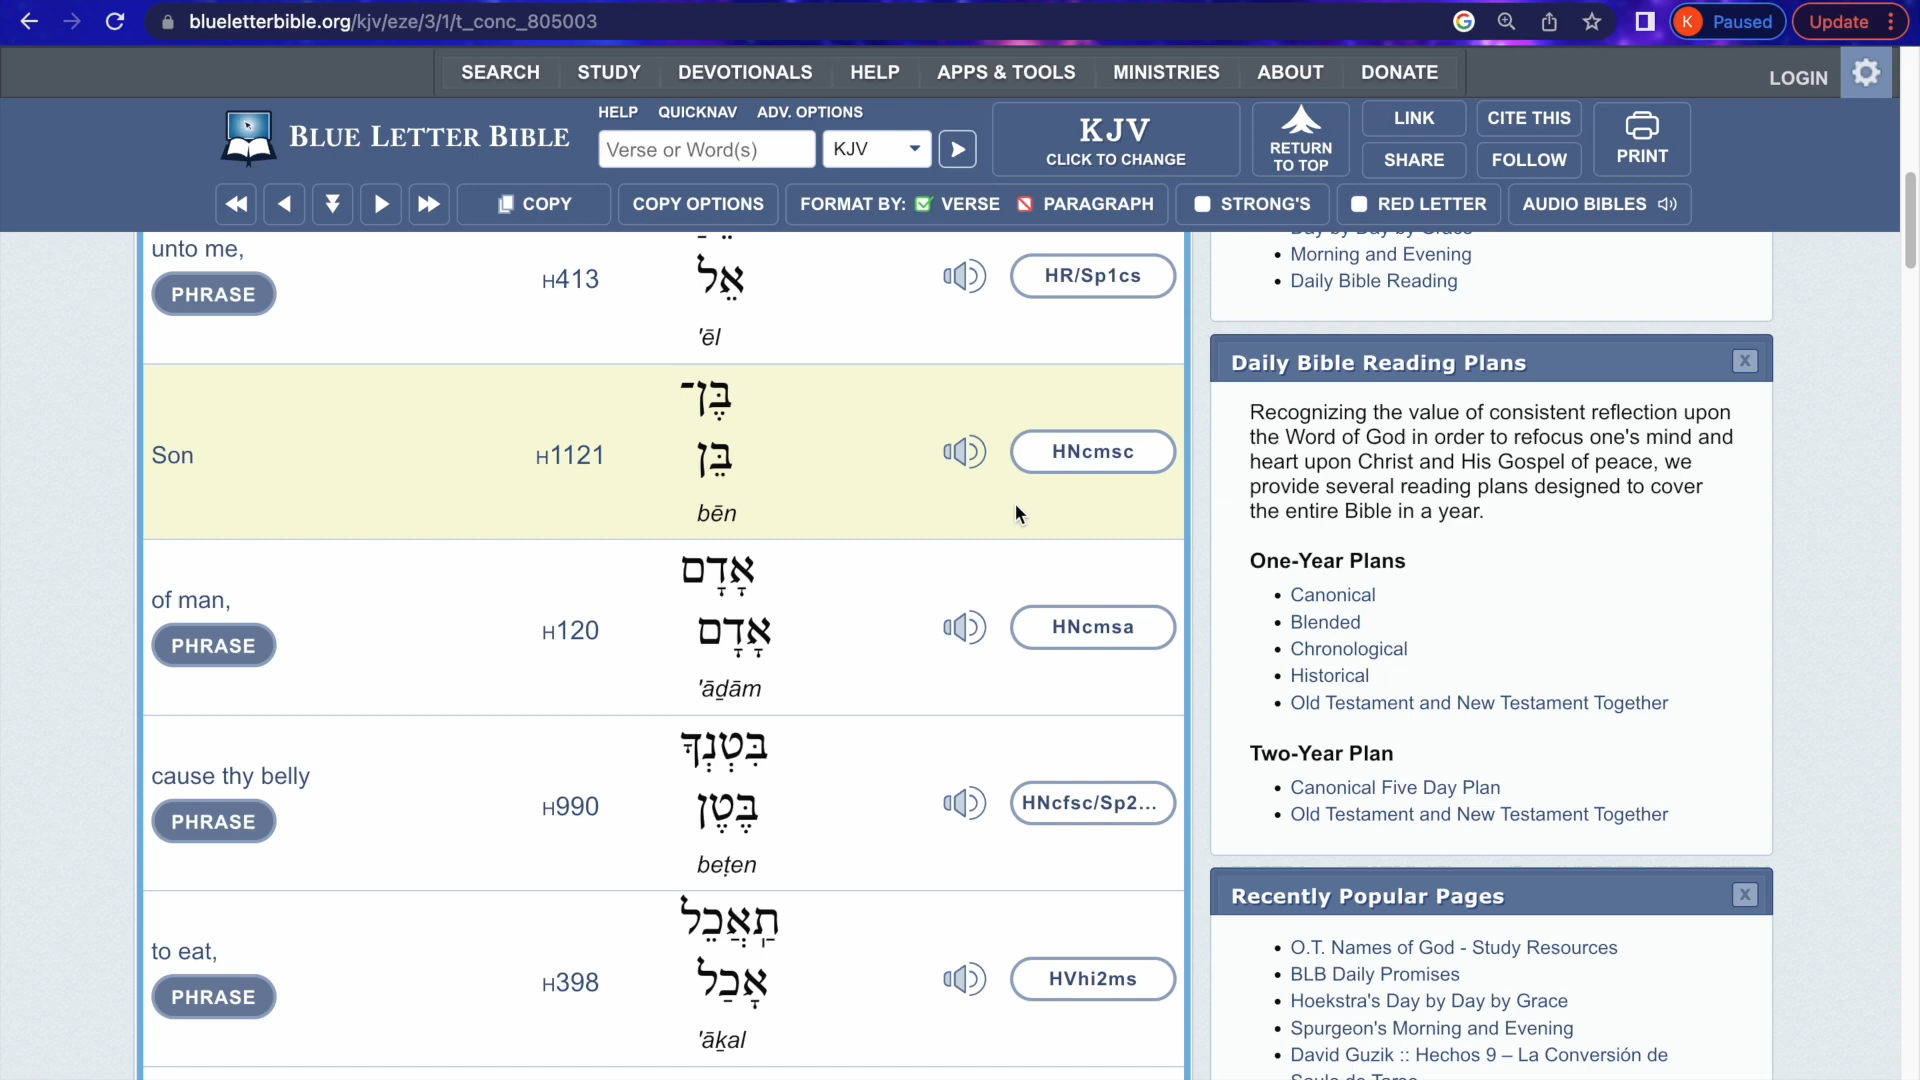 blueletterbible.org/kjv/eze/3/1/t_conc_805003
K Paused
Update
SEARCH STUDY DEVOTIONALS HELP APPS & TOOLS MINISTRIES ABOUT DONATE
LOGIN
BLUE LETTER BIBLE
HELP QUICKNAV ADV. OPTIONS
Verse or Word(s)
KJV
KJV
CLICK TO CHANGE
RETURN
TO TOP
LINK
CITE THIS
SHARE
FOLLOW
PRINT
COPY
COPY OPTIONS
FORMAT BY: VERSE PARAGRAPH
STRONG'S
RED LETTER
AUDIO BIBLES
unto me,
PHRASE
H413
אֵל
'ēl
HR/Sp1cs
Son
H1121
בֶּן־
בֵּן
bēn
HNcmsc
of man,
PHRASE
H120
אָדָם
אָדָם
'āḏām
HNcmsa
cause thy belly
PHRASE
H990
בִּטְנְךָ
בֶּטֶן
beṭen
HNcfsc/Sp2...
to eat,
PHRASE
H398
תַֽאֲכֵל
אָכַל
'āḵal
HVhi2ms
Day by Day by Grace
Morning and Evening
Daily Bible Reading
Daily Bible Reading Plans
X
Recognizing the value of consistent reflection upon
the Word of God in order to refocus one's mind and
heart upon Christ and His Gospel of peace, we
provide several reading plans designed to cover
the entire Bible in a year.
One-Year Plans
Canonical
Blended
Chronological
Historical
Old Testament and New Testament Together
Two-Year Plan
Canonical Five Day Plan
Old Testament and New Testament Together
Recently Popular Pages
X
O.T. Names of God - Study Resources
BLB Daily Promises
Hoekstra's Day by Day by Grace
Spurgeon's Morning and Evening
David Guzik :: Hechos 9 – La Conversión de
Saulo de Tarso